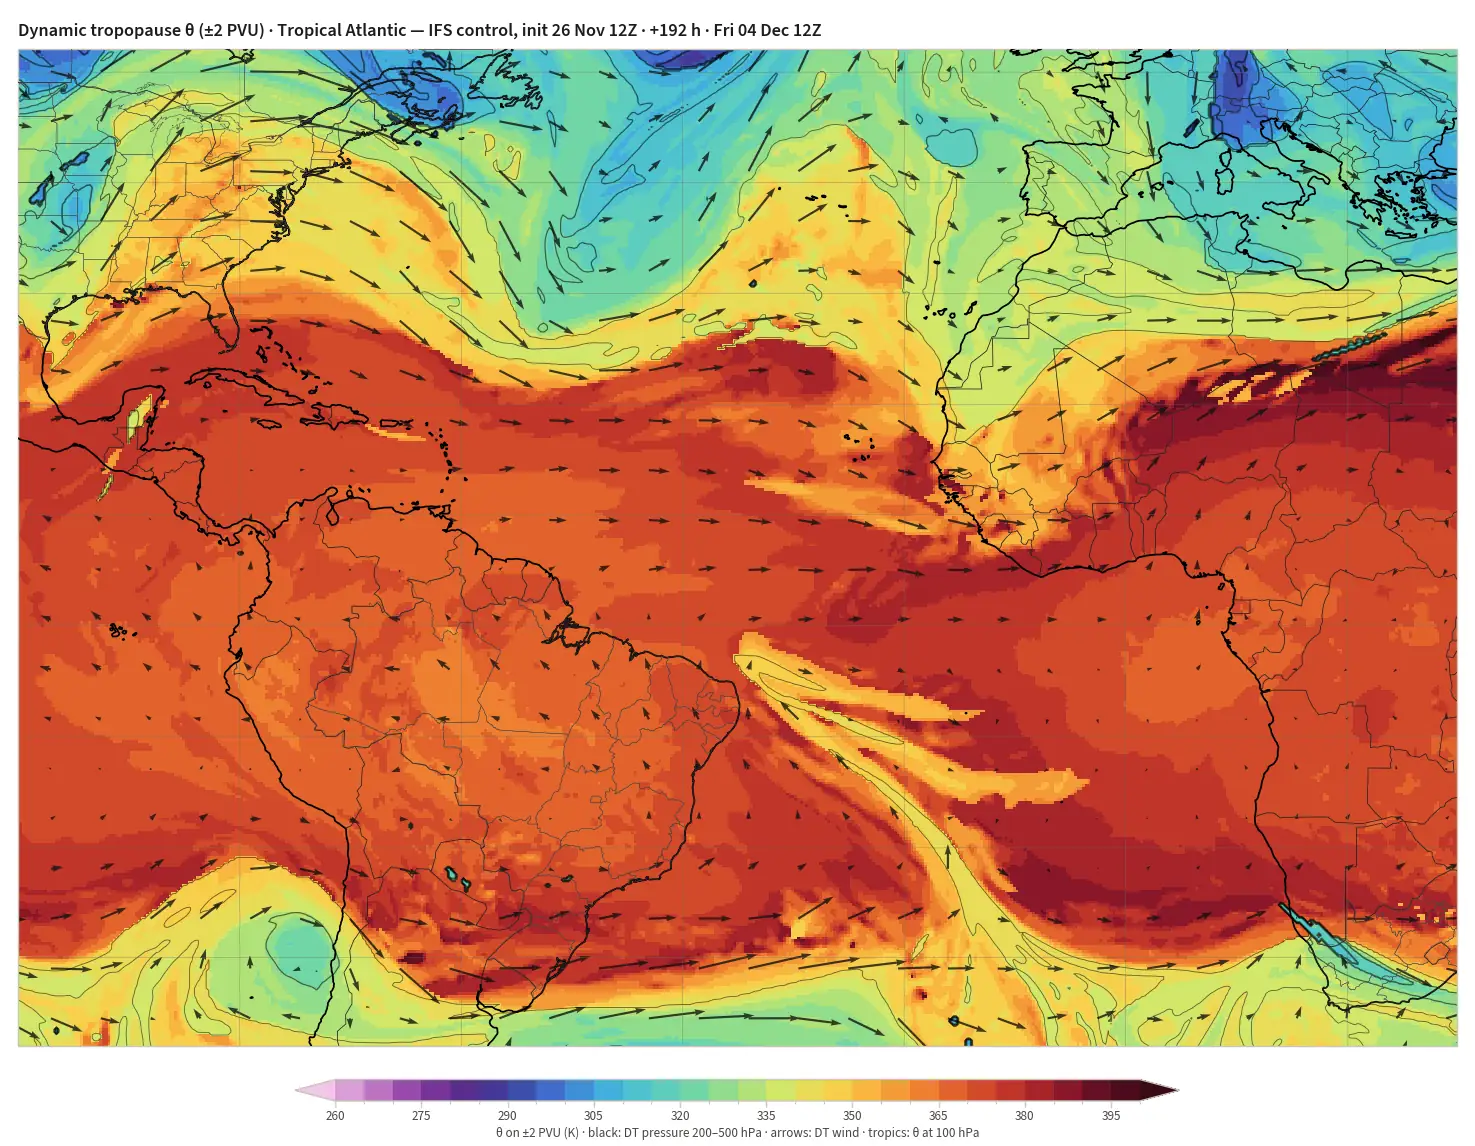 Dynamic tropopause θ (±2 PVU) · Tropical Atlantic — IFS control, init 26 Nov 12Z · +192 h · Fri 04 Dec 12Z
260 275 290 305 320 335 350 365 380 395
θ on ±2 PVU (K) · black: DT pressure 200–500 hPa · arrows: DT wind · tropics: θ at 100 hPa